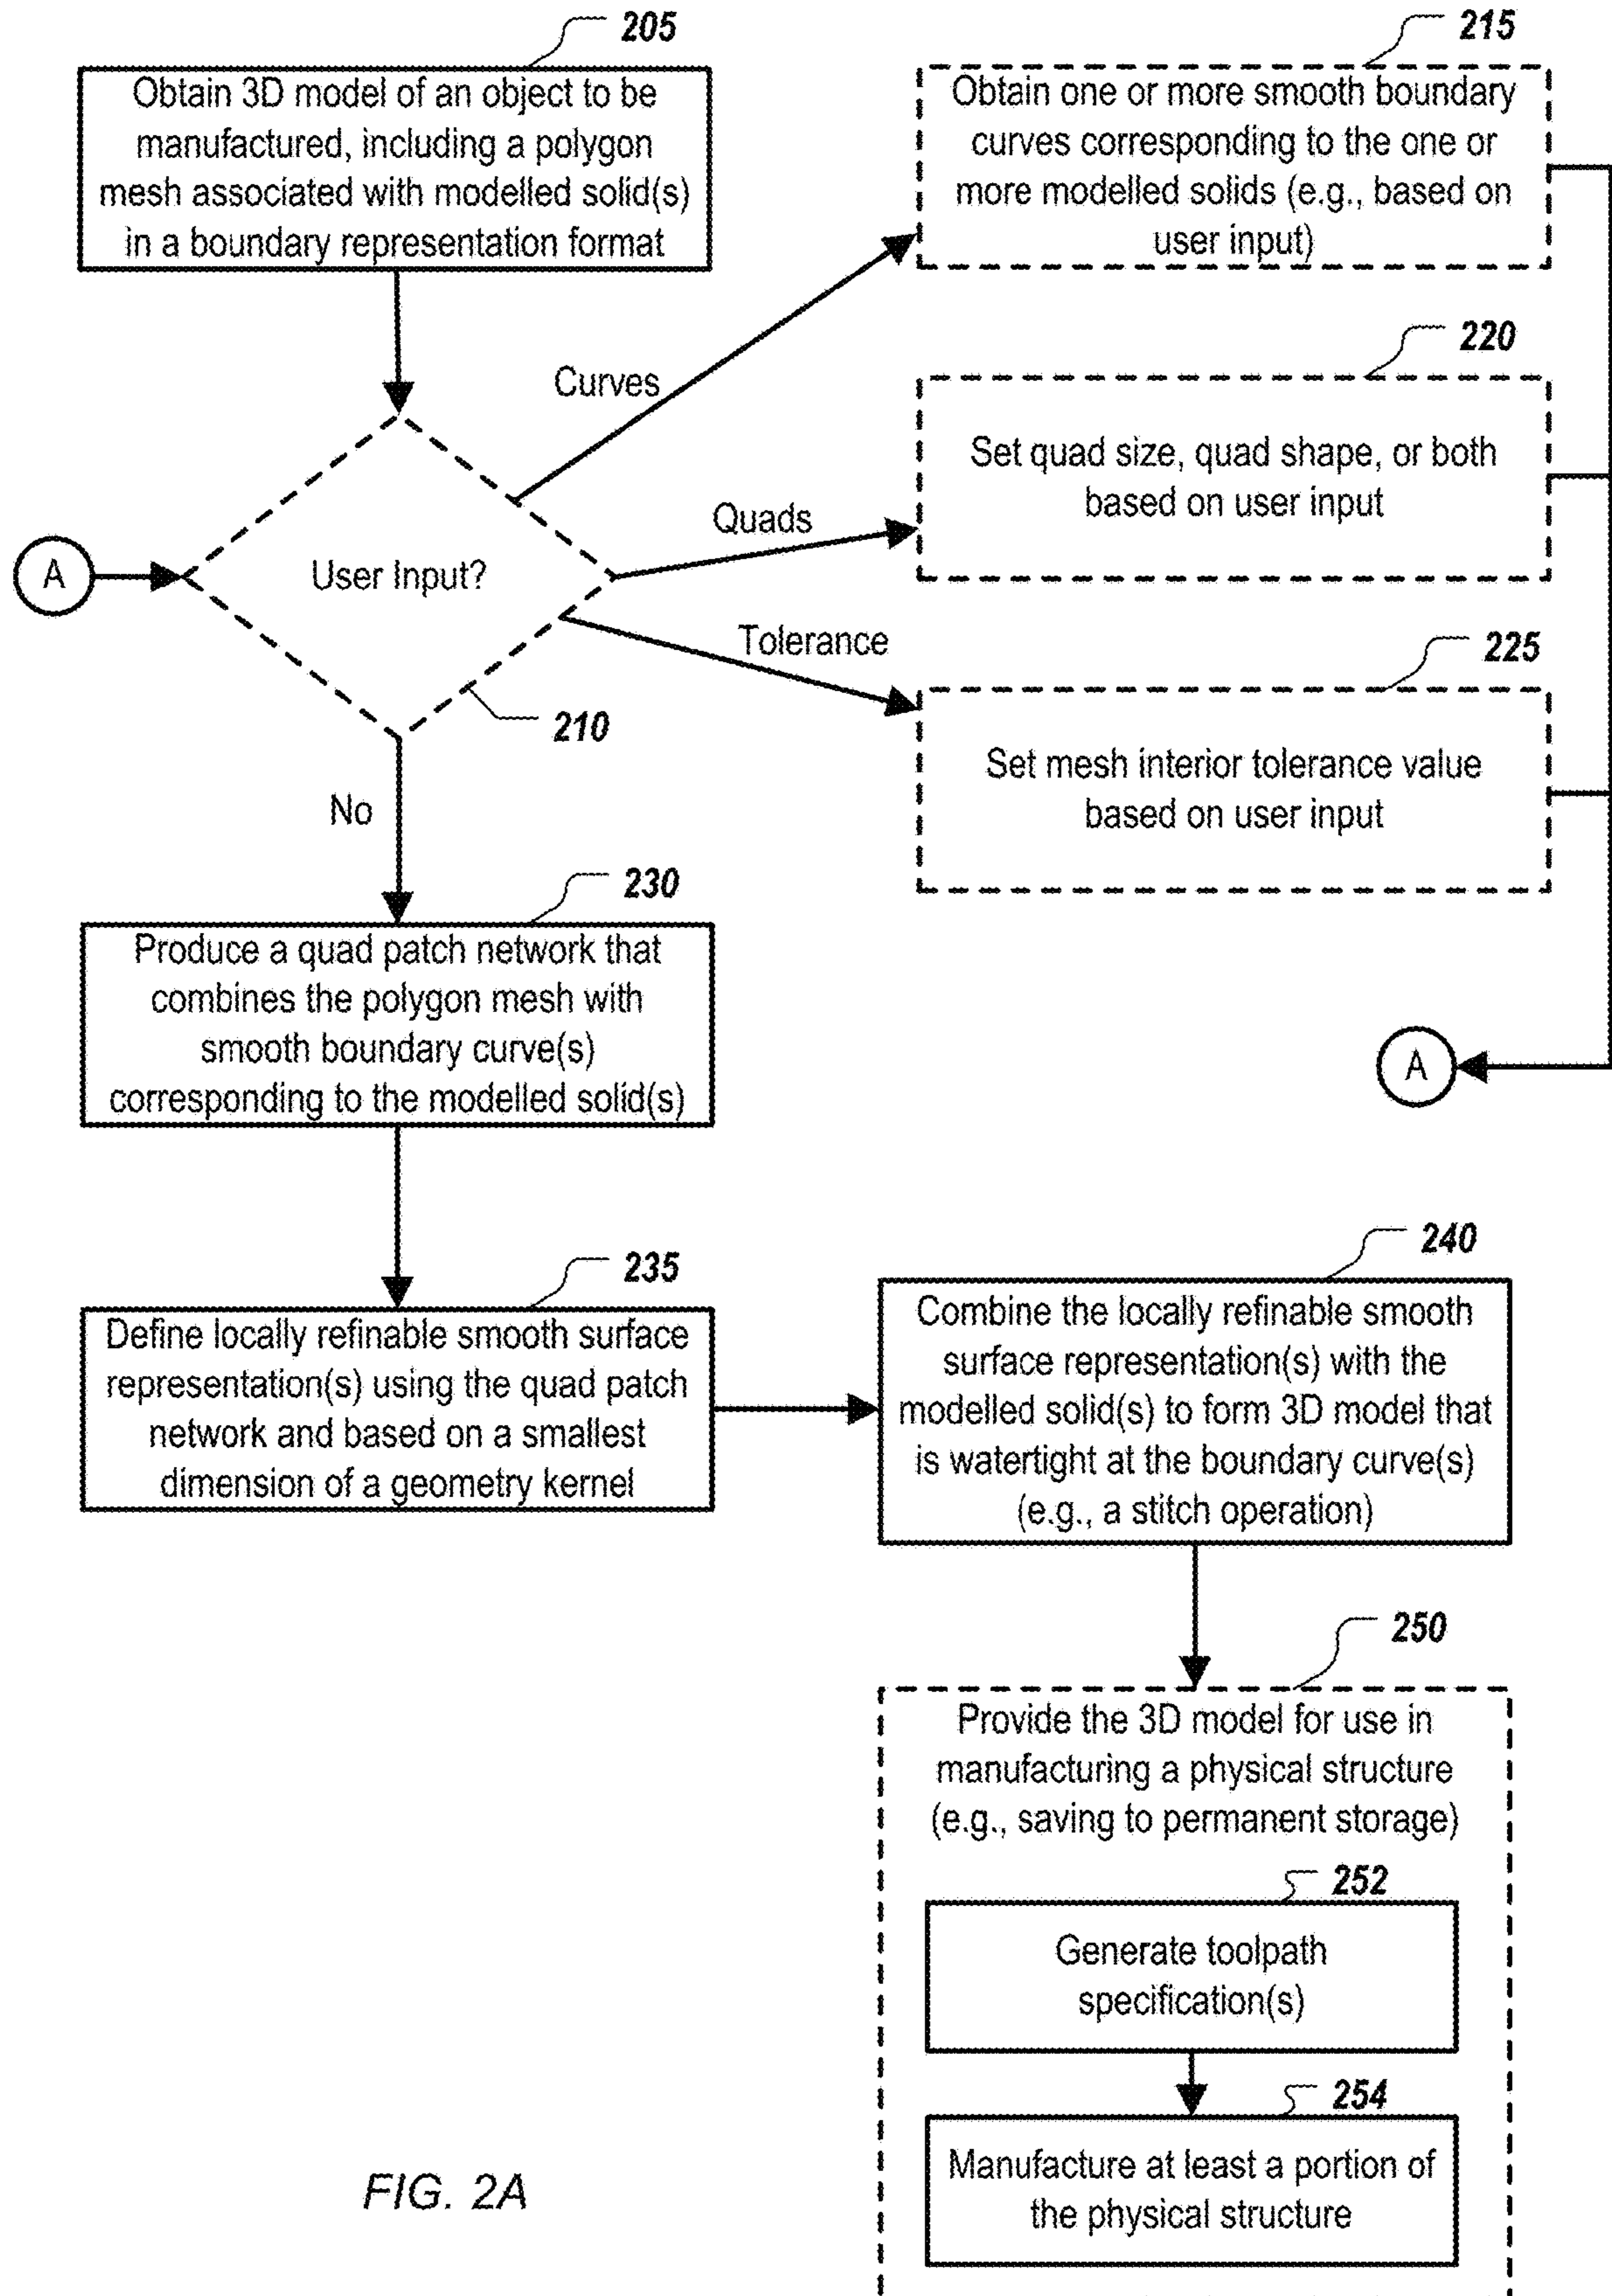 205
Obtain 3D model of an object to be
manufactured, including a polygon
mesh associated with modelled solid(s)
in a boundary representation format
215
Obtain one or more smooth boundary
curves corresponding to the one or
more modelled solids (e.g., based on
user input)
Curves
220
Set quad size, quad shape, or both
based on user input
Quads
A
User Input?
Tolerance
225
Set mesh interior tolerance value
based on user input
210
No
230
Produce a quad patch network that
combines the polygon mesh with
smooth boundary curve(s)
corresponding to the modelled solid(s)
A
235
Define locally refinable smooth surface
representation(s) using the quad patch
network and based on a smallest
dimension of a geometry kernel
240
Combine the locally refinable smooth
surface representation(s) with the
modelled solid(s) to form 3D model that
is watertight at the boundary curve(s)
(e.g., a stitch operation)
250
Provide the 3D model for use in
manufacturing a physical structure
(e.g., saving to permanent storage)
252
Generate toolpath
specification(s)
254
Manufacture at least a portion of
the physical structure
FIG. 2A